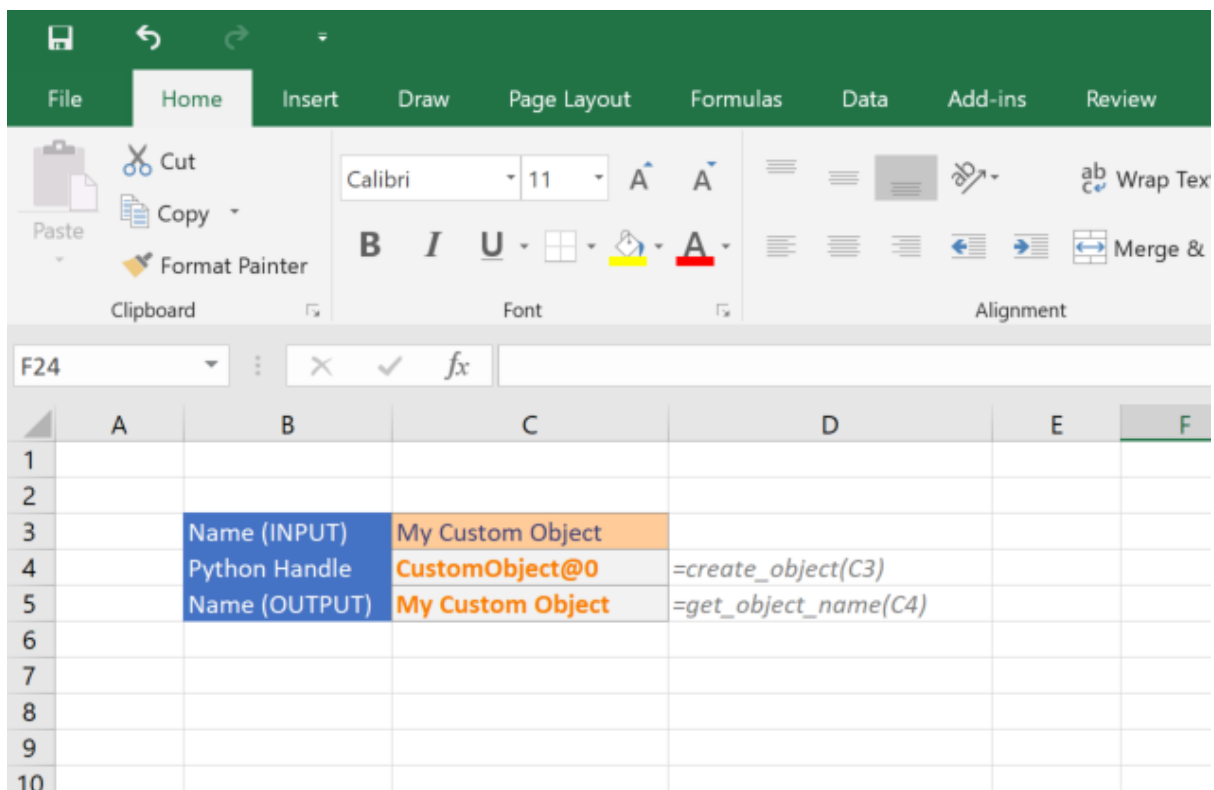 File Home Insert Draw Page Layout Formulas Data Add-ins Review
Cut
Calibri 11 A A ab Wrap Tex
Copy
Paste
B I U A Merge &
Format Painter
Clipboard Font Alignment
F24 fx
A B C D E F
1
2
3 Name (INPUT) My Custom Object
4 Python Handle CustomObject@0 =create_object(C3)
5 Name (OUTPUT) My Custom Object =get_object_name(C4)
6
7
8
9
10